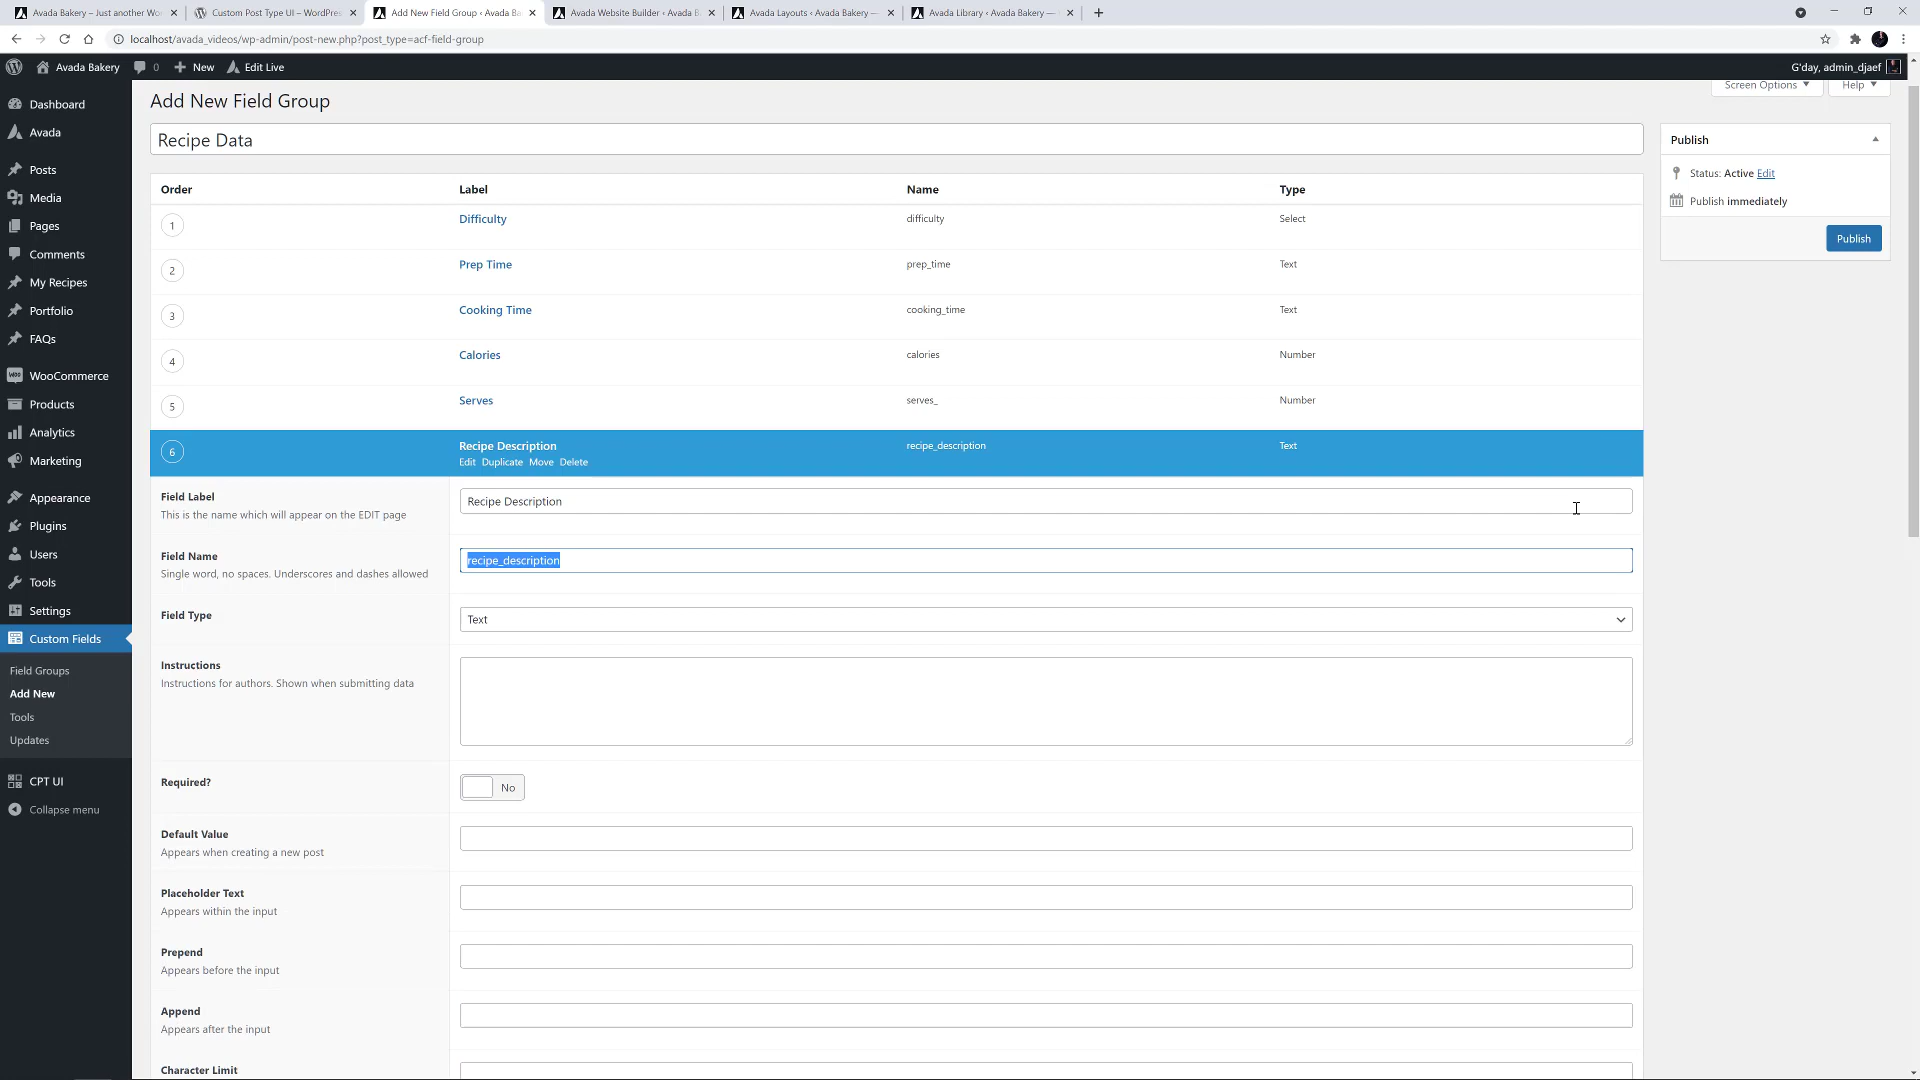 Avada Bakery – Just another Wo
Custom Post Type UI – WordPre
Add New Field Group ‹ Avada Ba
Avada Website Builder ‹ Avada B
Avada Layouts ‹ Avada Bakery —
Avada Library ‹ Avada Bakery —
localhost/avada_videos/wp-admin/post-new.php?post_type=acf-field-group
Avada Bakery 0 New Edit Live G'day, admin_djaef
Screen Options Help
Dashboard
Avada
Posts
Media
Pages
Comments
My Recipes
Portfolio
FAQs
WooCommerce
Products
Analytics
Marketing
Appearance
Plugins
Users
Tools
Settings
Custom Fields
Field Groups
Add New
Tools
Updates
CPT UI
Collapse menu
Add New Field Group
Recipe Data
Order Label Name Type
1 Difficulty difficulty Select
2 Prep Time prep_time Text
3 Cooking Time cooking_time Text
4 Calories calories Number
5 Serves serves_ Number
6 Recipe Description recipe_description Text
Edit Duplicate Move Delete
Field Label
This is the name which will appear on the EDIT page
Recipe Description
Field Name
Single word, no spaces. Underscores and dashes allowed
recipe_description
Field Type
Text
Instructions
Instructions for authors. Shown when submitting data
Required?
No
Default Value
Appears when creating a new post
Placeholder Text
Appears within the input
Prepend
Appears before the input
Append
Appears after the input
Character Limit
Publish
Status: Active Edit
Publish immediately
Publish